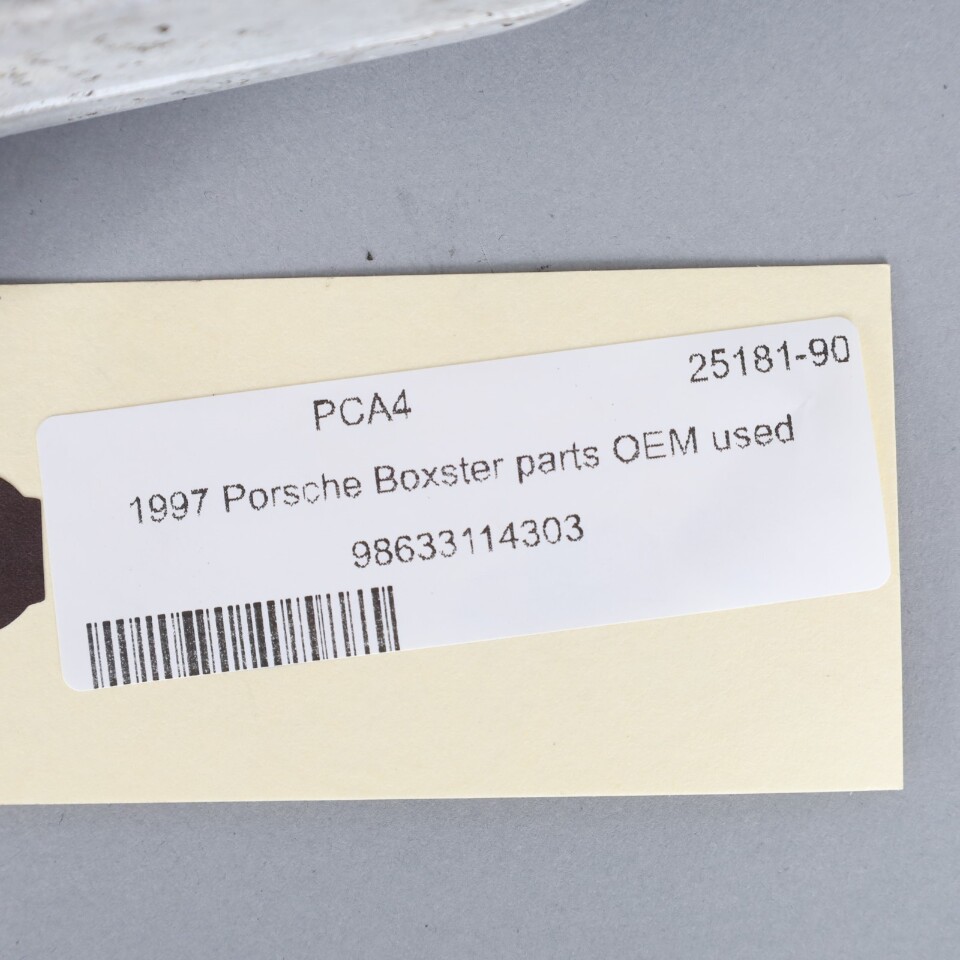 PCA4 25181-90
1997 Porsche Boxster parts OEM used
98633114303